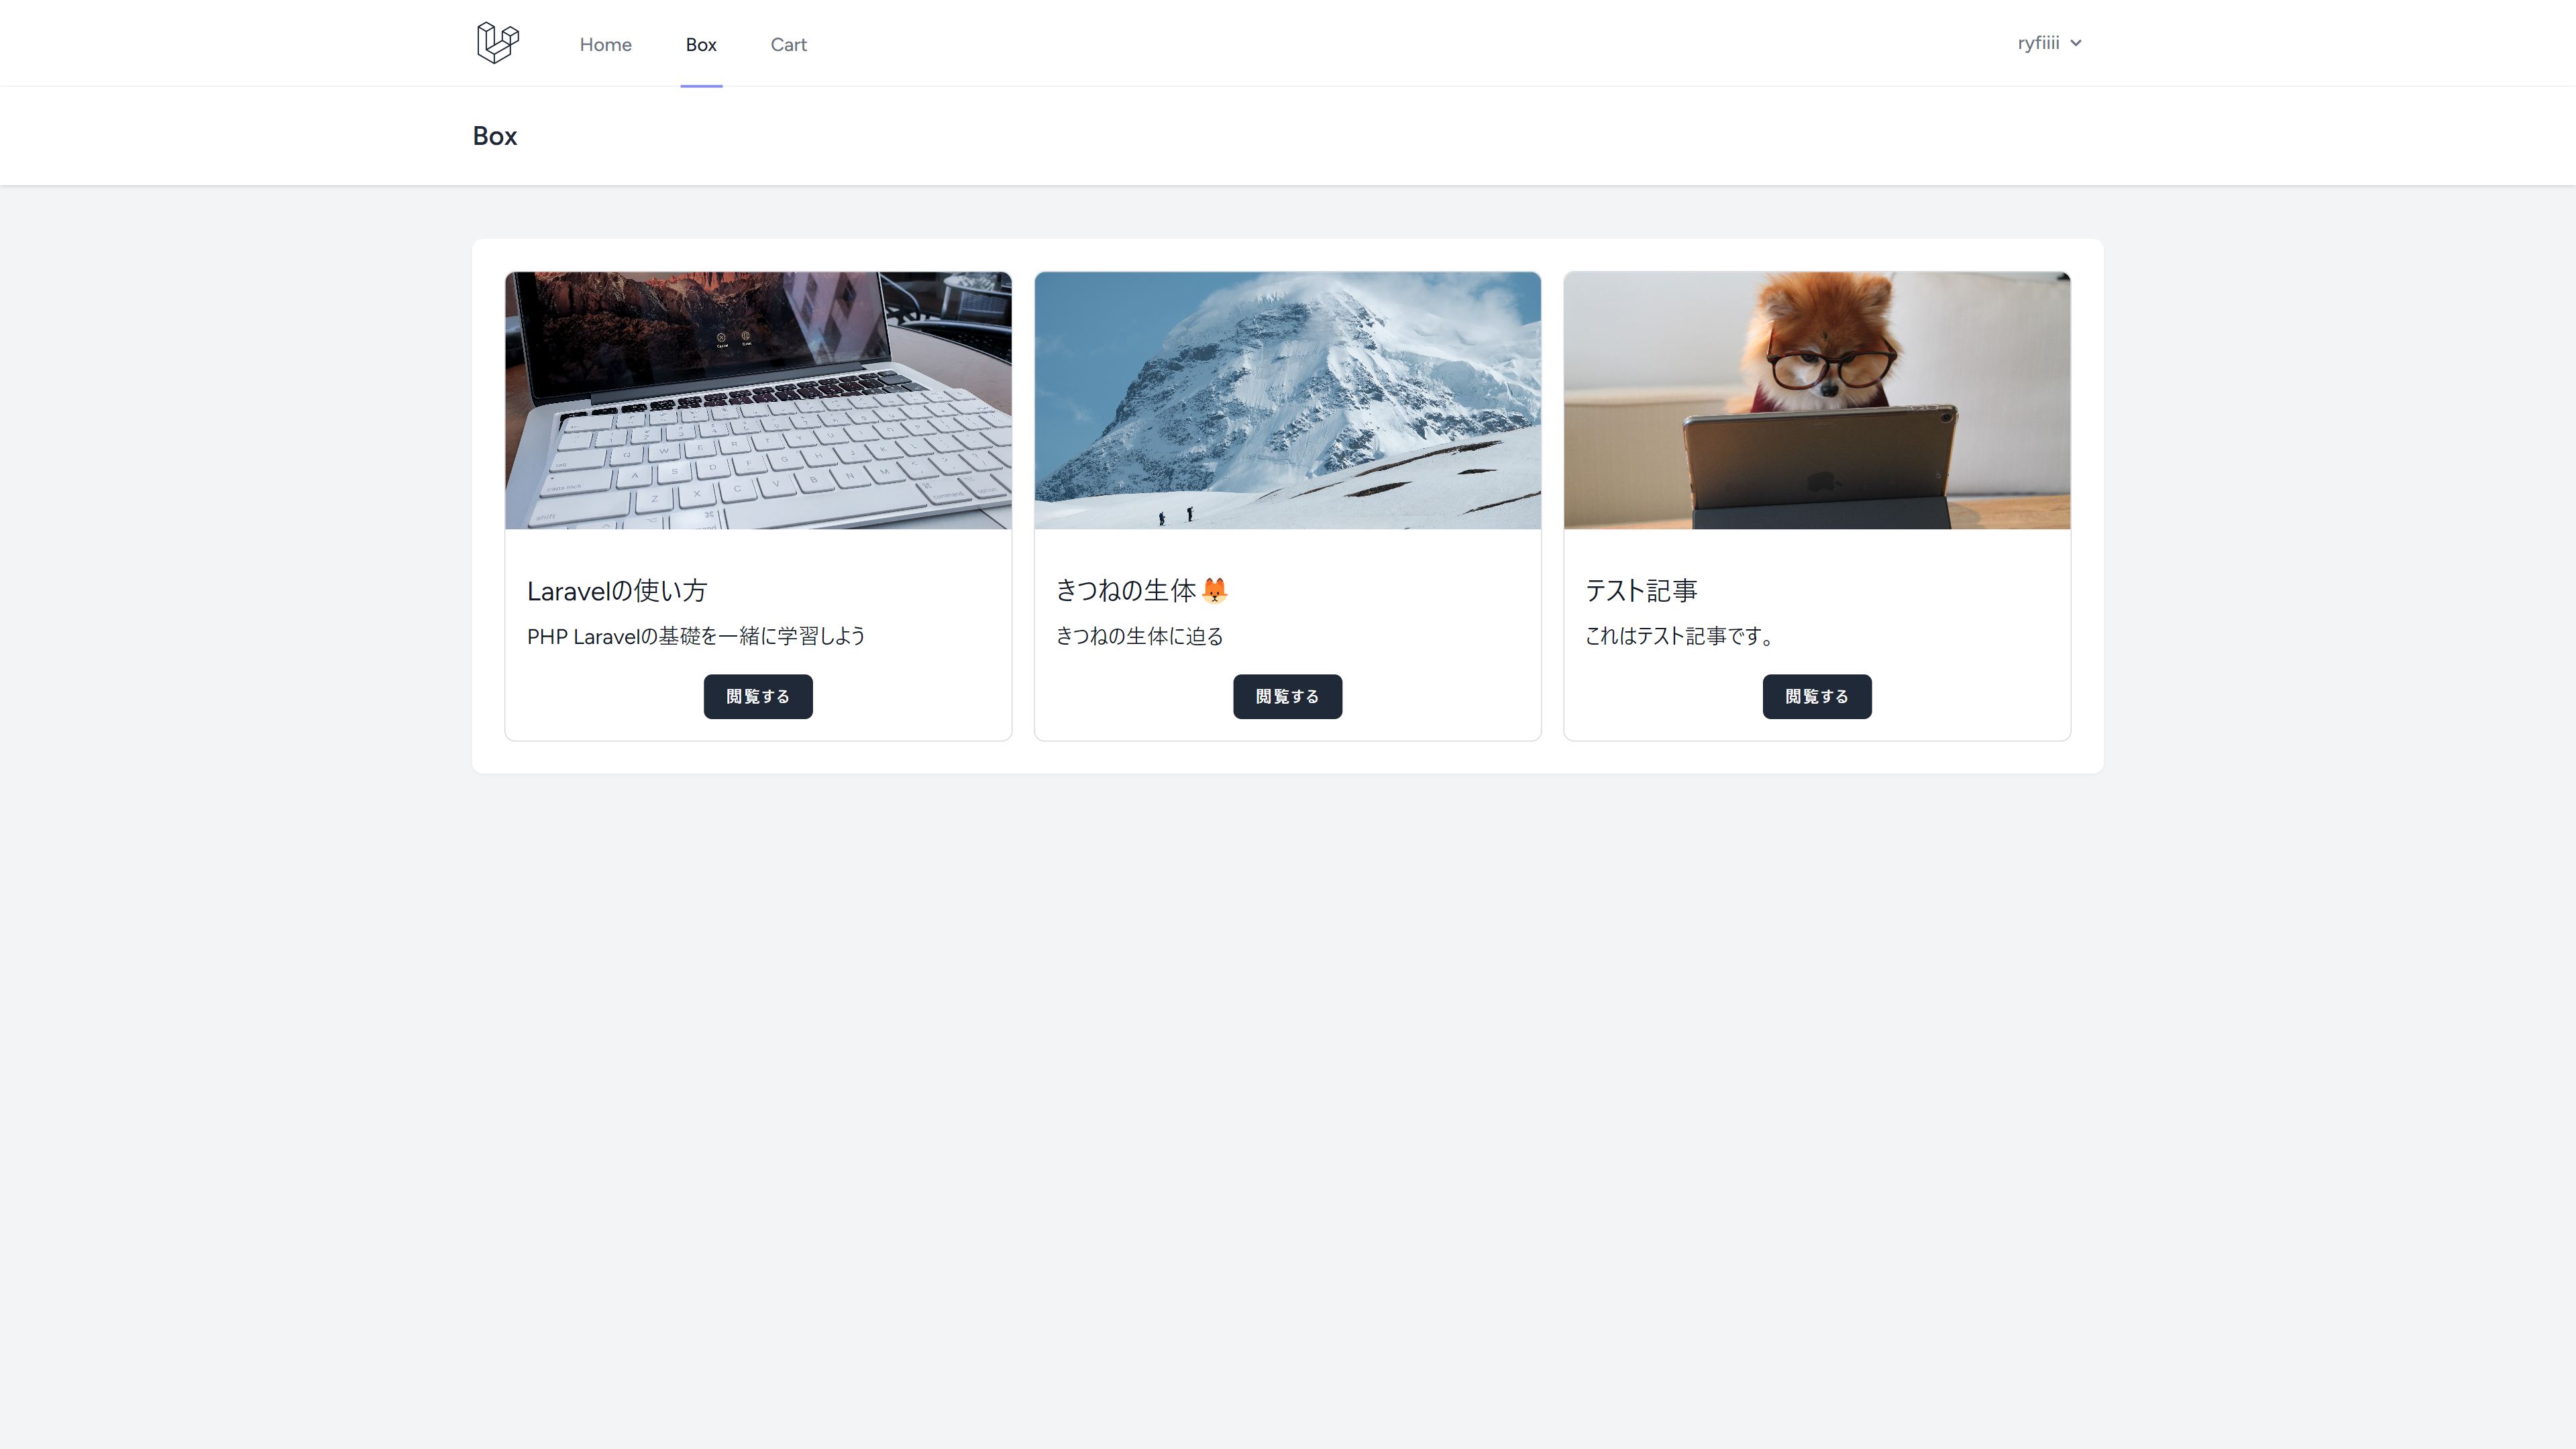 Home Box Cart ryfiiii
Box
Laravelの使い方
PHP Laravelの基礎を一緒に学習しよう
閲覧する
きつねの生体🦊
きつねの生体に迫る
閲覧する
テスト記事
これはテスト記事です。
閲覧する